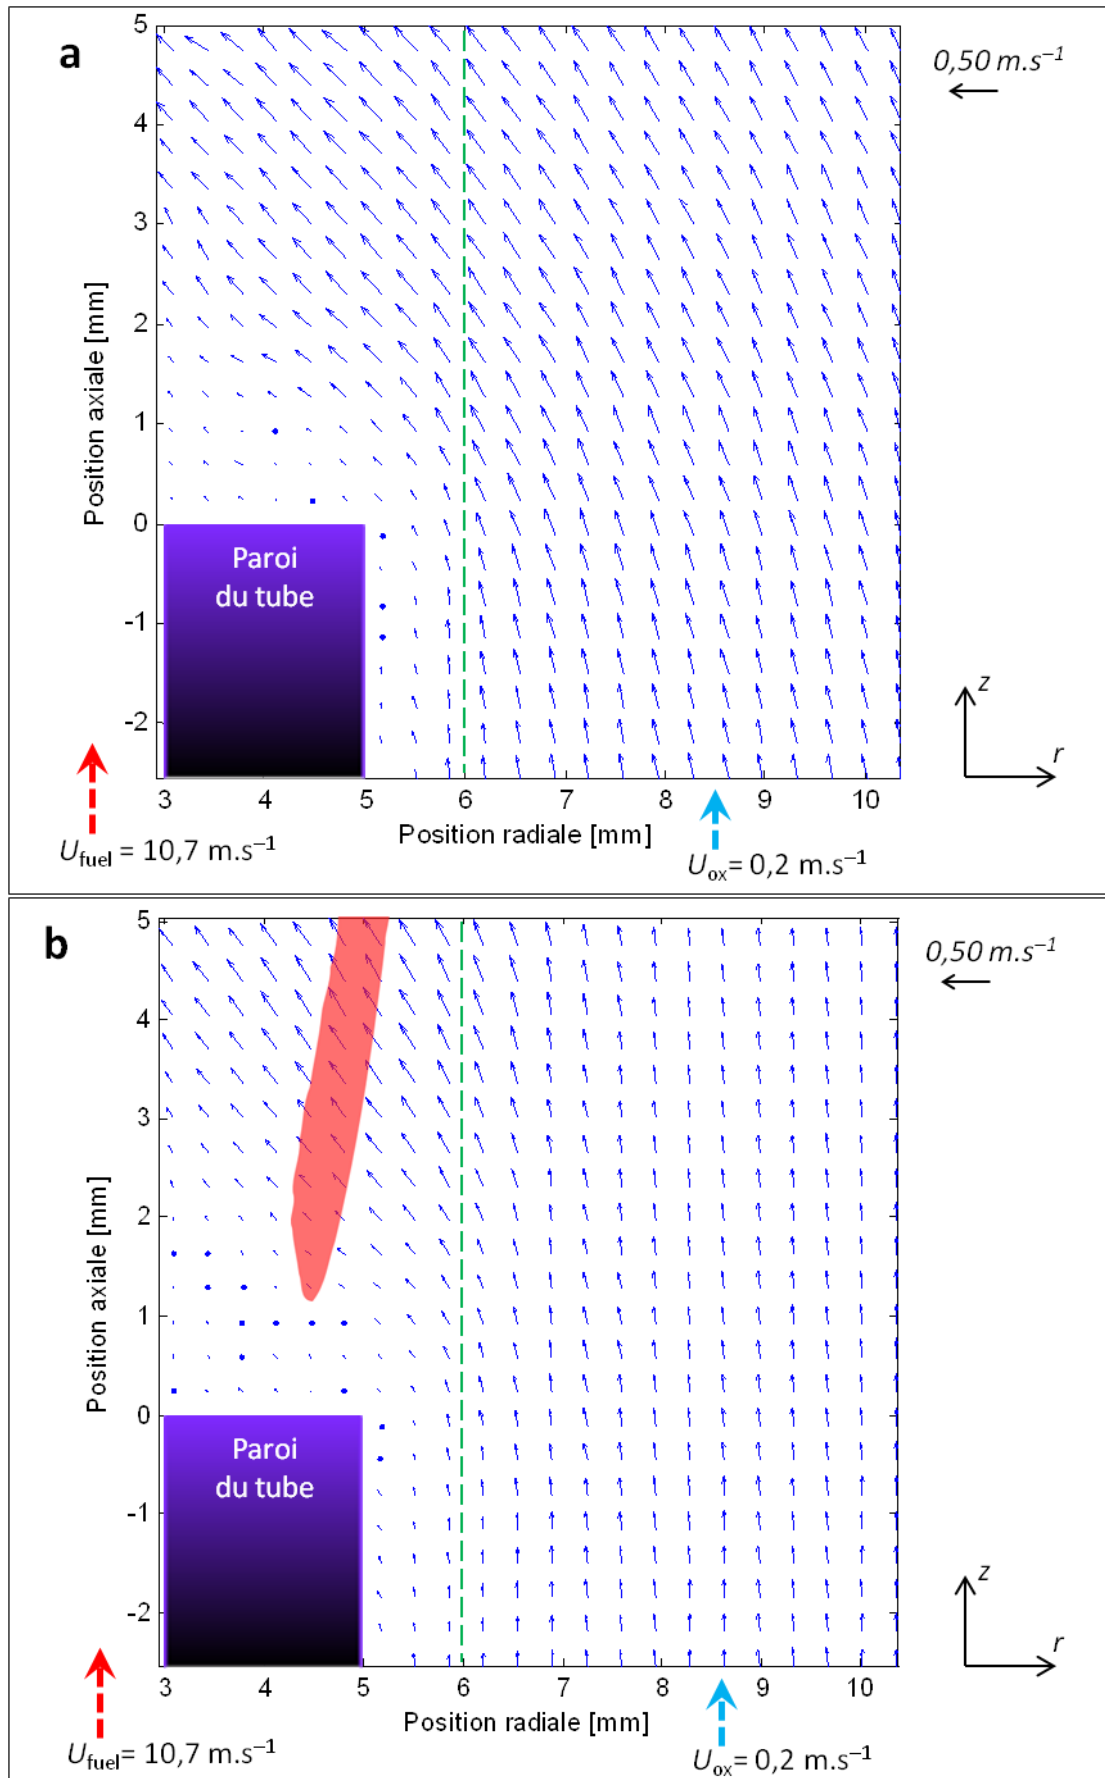 a
5
4
3
2
1
0
-1
-2
Position axiale [mm]
0,50 m.s⁻¹
Paroi
du tube
z
r
3 4 5 6 7 8 9 10
Position radiale [mm]
U_fuel = 10,7 m.s⁻¹
U_ox= 0,2 m.s⁻¹
b
5
4
3
2
1
0
-1
-2
Position axiale [mm]
0,50 m.s⁻¹
Paroi
du tube
z
r
3 4 5 6 7 8 9 10
Position radiale [mm]
U_fuel= 10,7 m.s⁻¹
U_ox= 0,2 m.s⁻¹